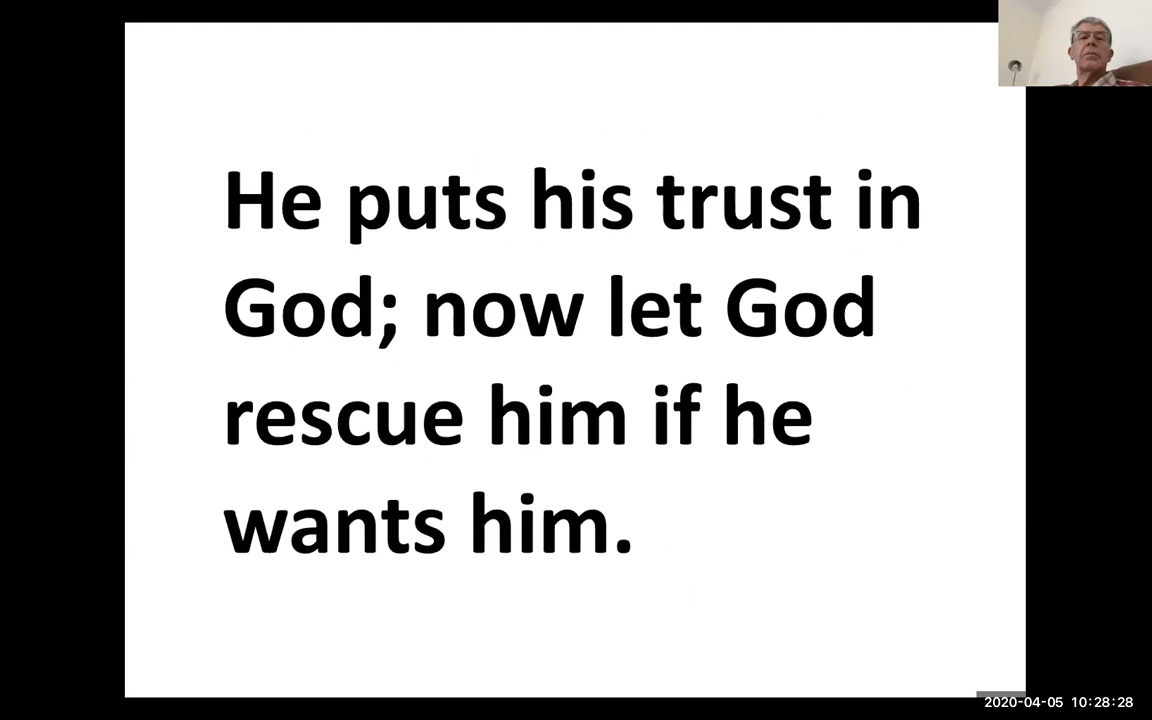 He puts his trust in
God; now let God
rescue him if he
wants him.
2020-04-05 10:28:28